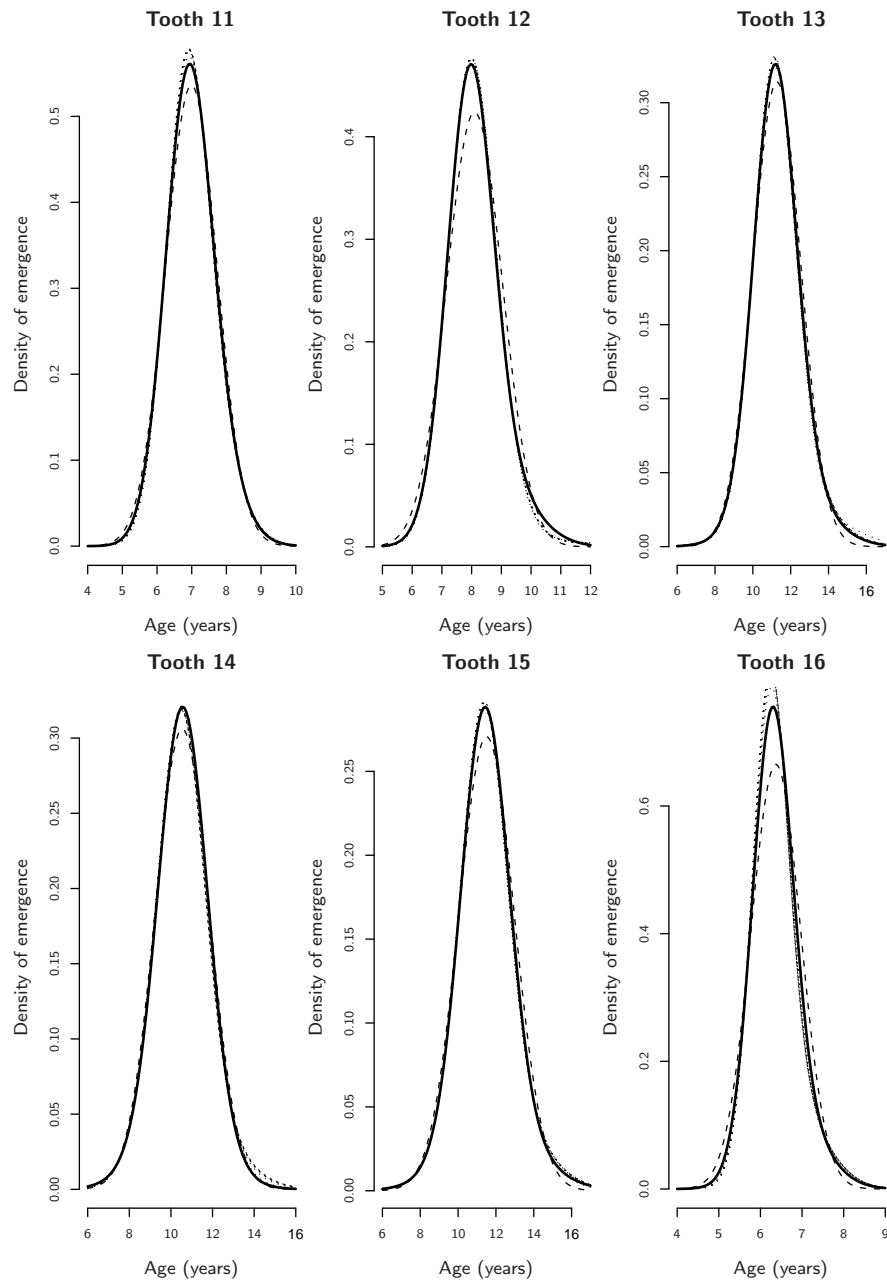 Tooth 11
Tooth 12
Tooth 13
Density of emergence
0.0 0.1 0.2 0.3 0.4 0.5
4 5 6 7 8 9 10
Age (years)
Density of emergence
0.0 0.1 0.2 0.3 0.4
5 6 7 8 9 10 11 12
Age (years)
Density of emergence
0.00 0.05 0.10 0.15 0.20 0.25 0.30
6 8 10 12 14 16
Age (years)
Tooth 14
Tooth 15
Tooth 16
Density of emergence
0.00 0.05 0.10 0.15 0.20 0.25 0.30
6 8 10 12 14 16
Age (years)
Density of emergence
0.00 0.05 0.10 0.15 0.20 0.25
6 8 10 12 14 16
Age (years)
Density of emergence
0.0 0.2 0.4 0.6
4 5 6 7 8 9
Age (years)